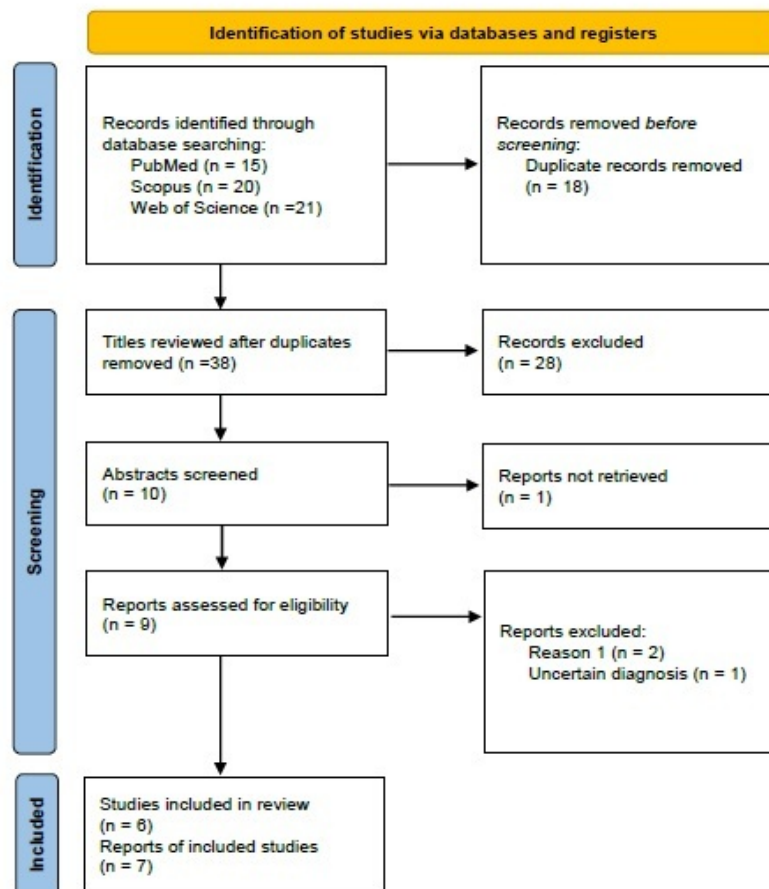 Identification of studies via databases and registers
Identification
Records identified through
database searching:
PubMed (n = 15)
Scopus (n = 20)
Web of Science (n =21)
Records removed before
screening:
Duplicate records removed
(n = 18)
Screening
Titles reviewed after duplicates
removed (n =38)
Records excluded
(n = 28)
Abstracts screened
(n = 10)
Reports not retrieved
(n = 1)
Reports assessed for eligibility
(n = 9)
Reports excluded:
Reason 1 (n = 2)
Uncertain diagnosis (n = 1)
Included
Studies included in review
(n = 6)
Reports of included studies
(n = 7)